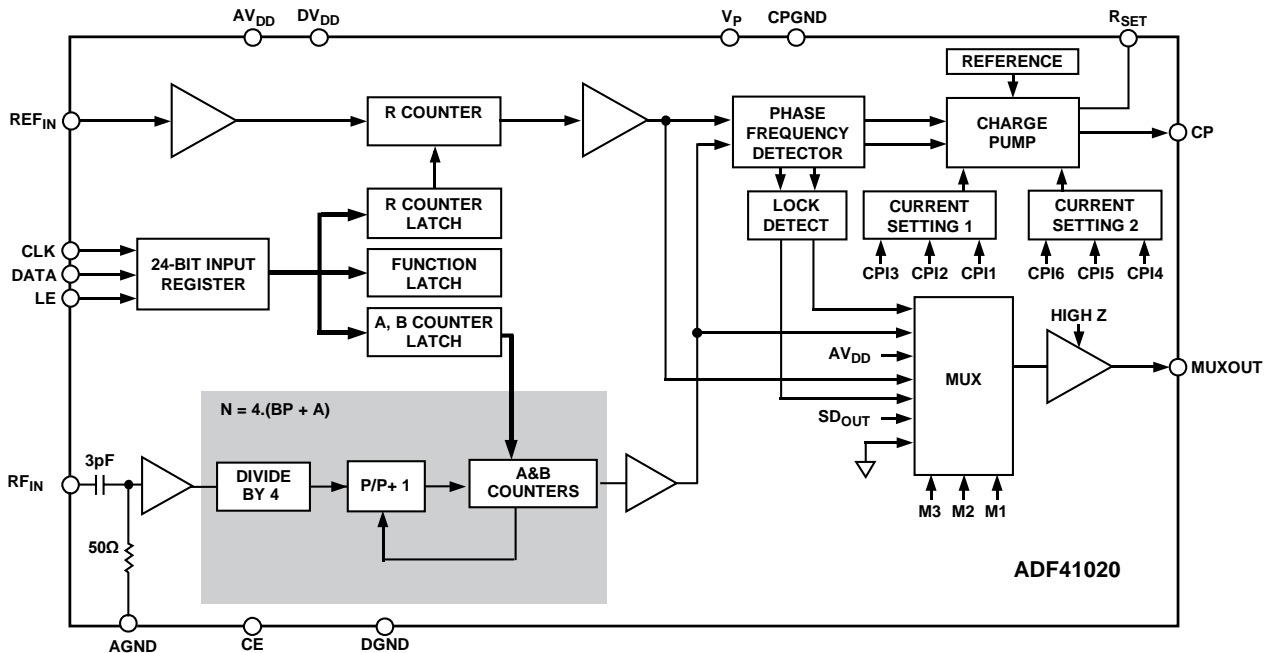 AVDD DVDD VP CPGND RSET
REFERENCE
REFIN
R COUNTER
PHASE
FREQUENCY
DETECTOR
CHARGE
PUMP
CP
R COUNTER
LATCH
LOCK
DETECT
CURRENT
SETTING 1
CURRENT
SETTING 2
CLK
DATA
LE
24-BIT INPUT
REGISTER
FUNCTION
LATCH
CPI3 CPI2 CPI1
CPI6 CPI5 CPI4
A, B COUNTER
LATCH
HIGH Z
AVDD
MUX
MUXOUT
SDOUT
N = 4.(BP + A)
3pF
RFIN
DIVIDE
BY 4
P/P+ 1
A&B
COUNTERS
M3 M2 M1
50Ω
ADF41020
AGND CE DGND